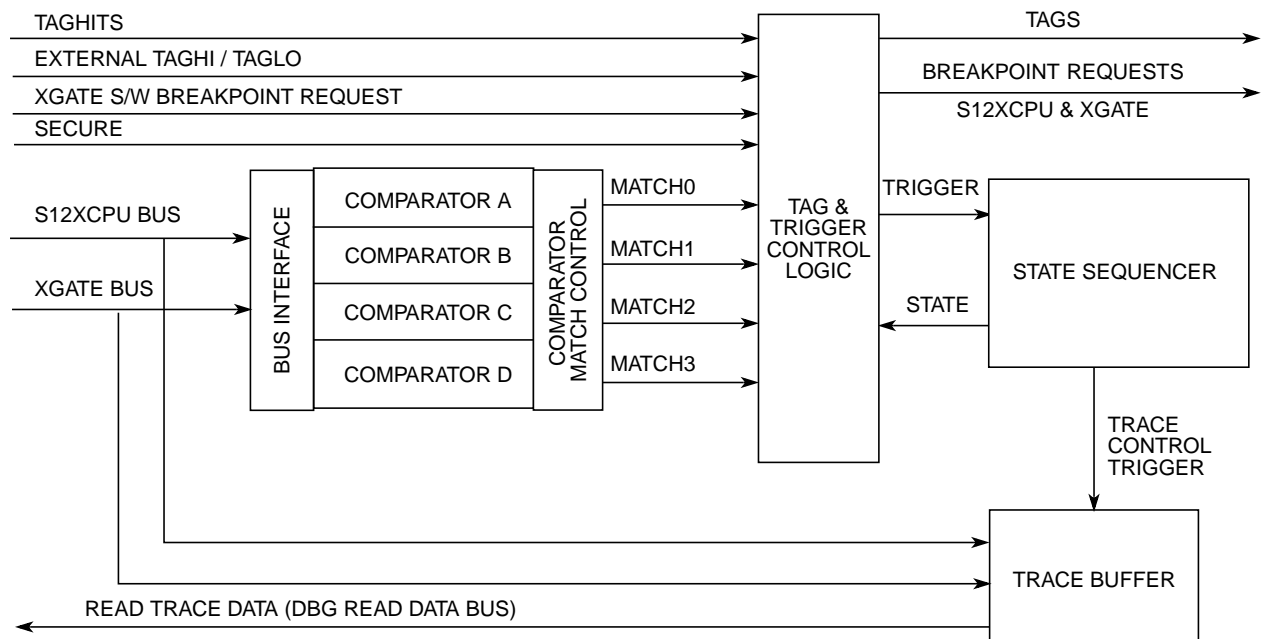 TAGHITS
TAGS
EXTERNAL TAGHI / TAGLO
BREAKPOINT REQUESTS
XGATE S/W BREAKPOINT REQUEST
S12XCPU & XGATE
SECURE
S12XCPU BUS
XGATE BUS
BUS INTERFACE
COMPARATOR A
COMPARATOR B
COMPARATOR C
COMPARATOR D
COMPARATOR
MATCH CONTROL
MATCH0
MATCH1
MATCH2
MATCH3
TAG &
TRIGGER
CONTROL
LOGIC
TRIGGER
STATE
STATE SEQUENCER
TRACE
CONTROL
TRIGGER
TRACE BUFFER
READ TRACE DATA (DBG READ DATA BUS)